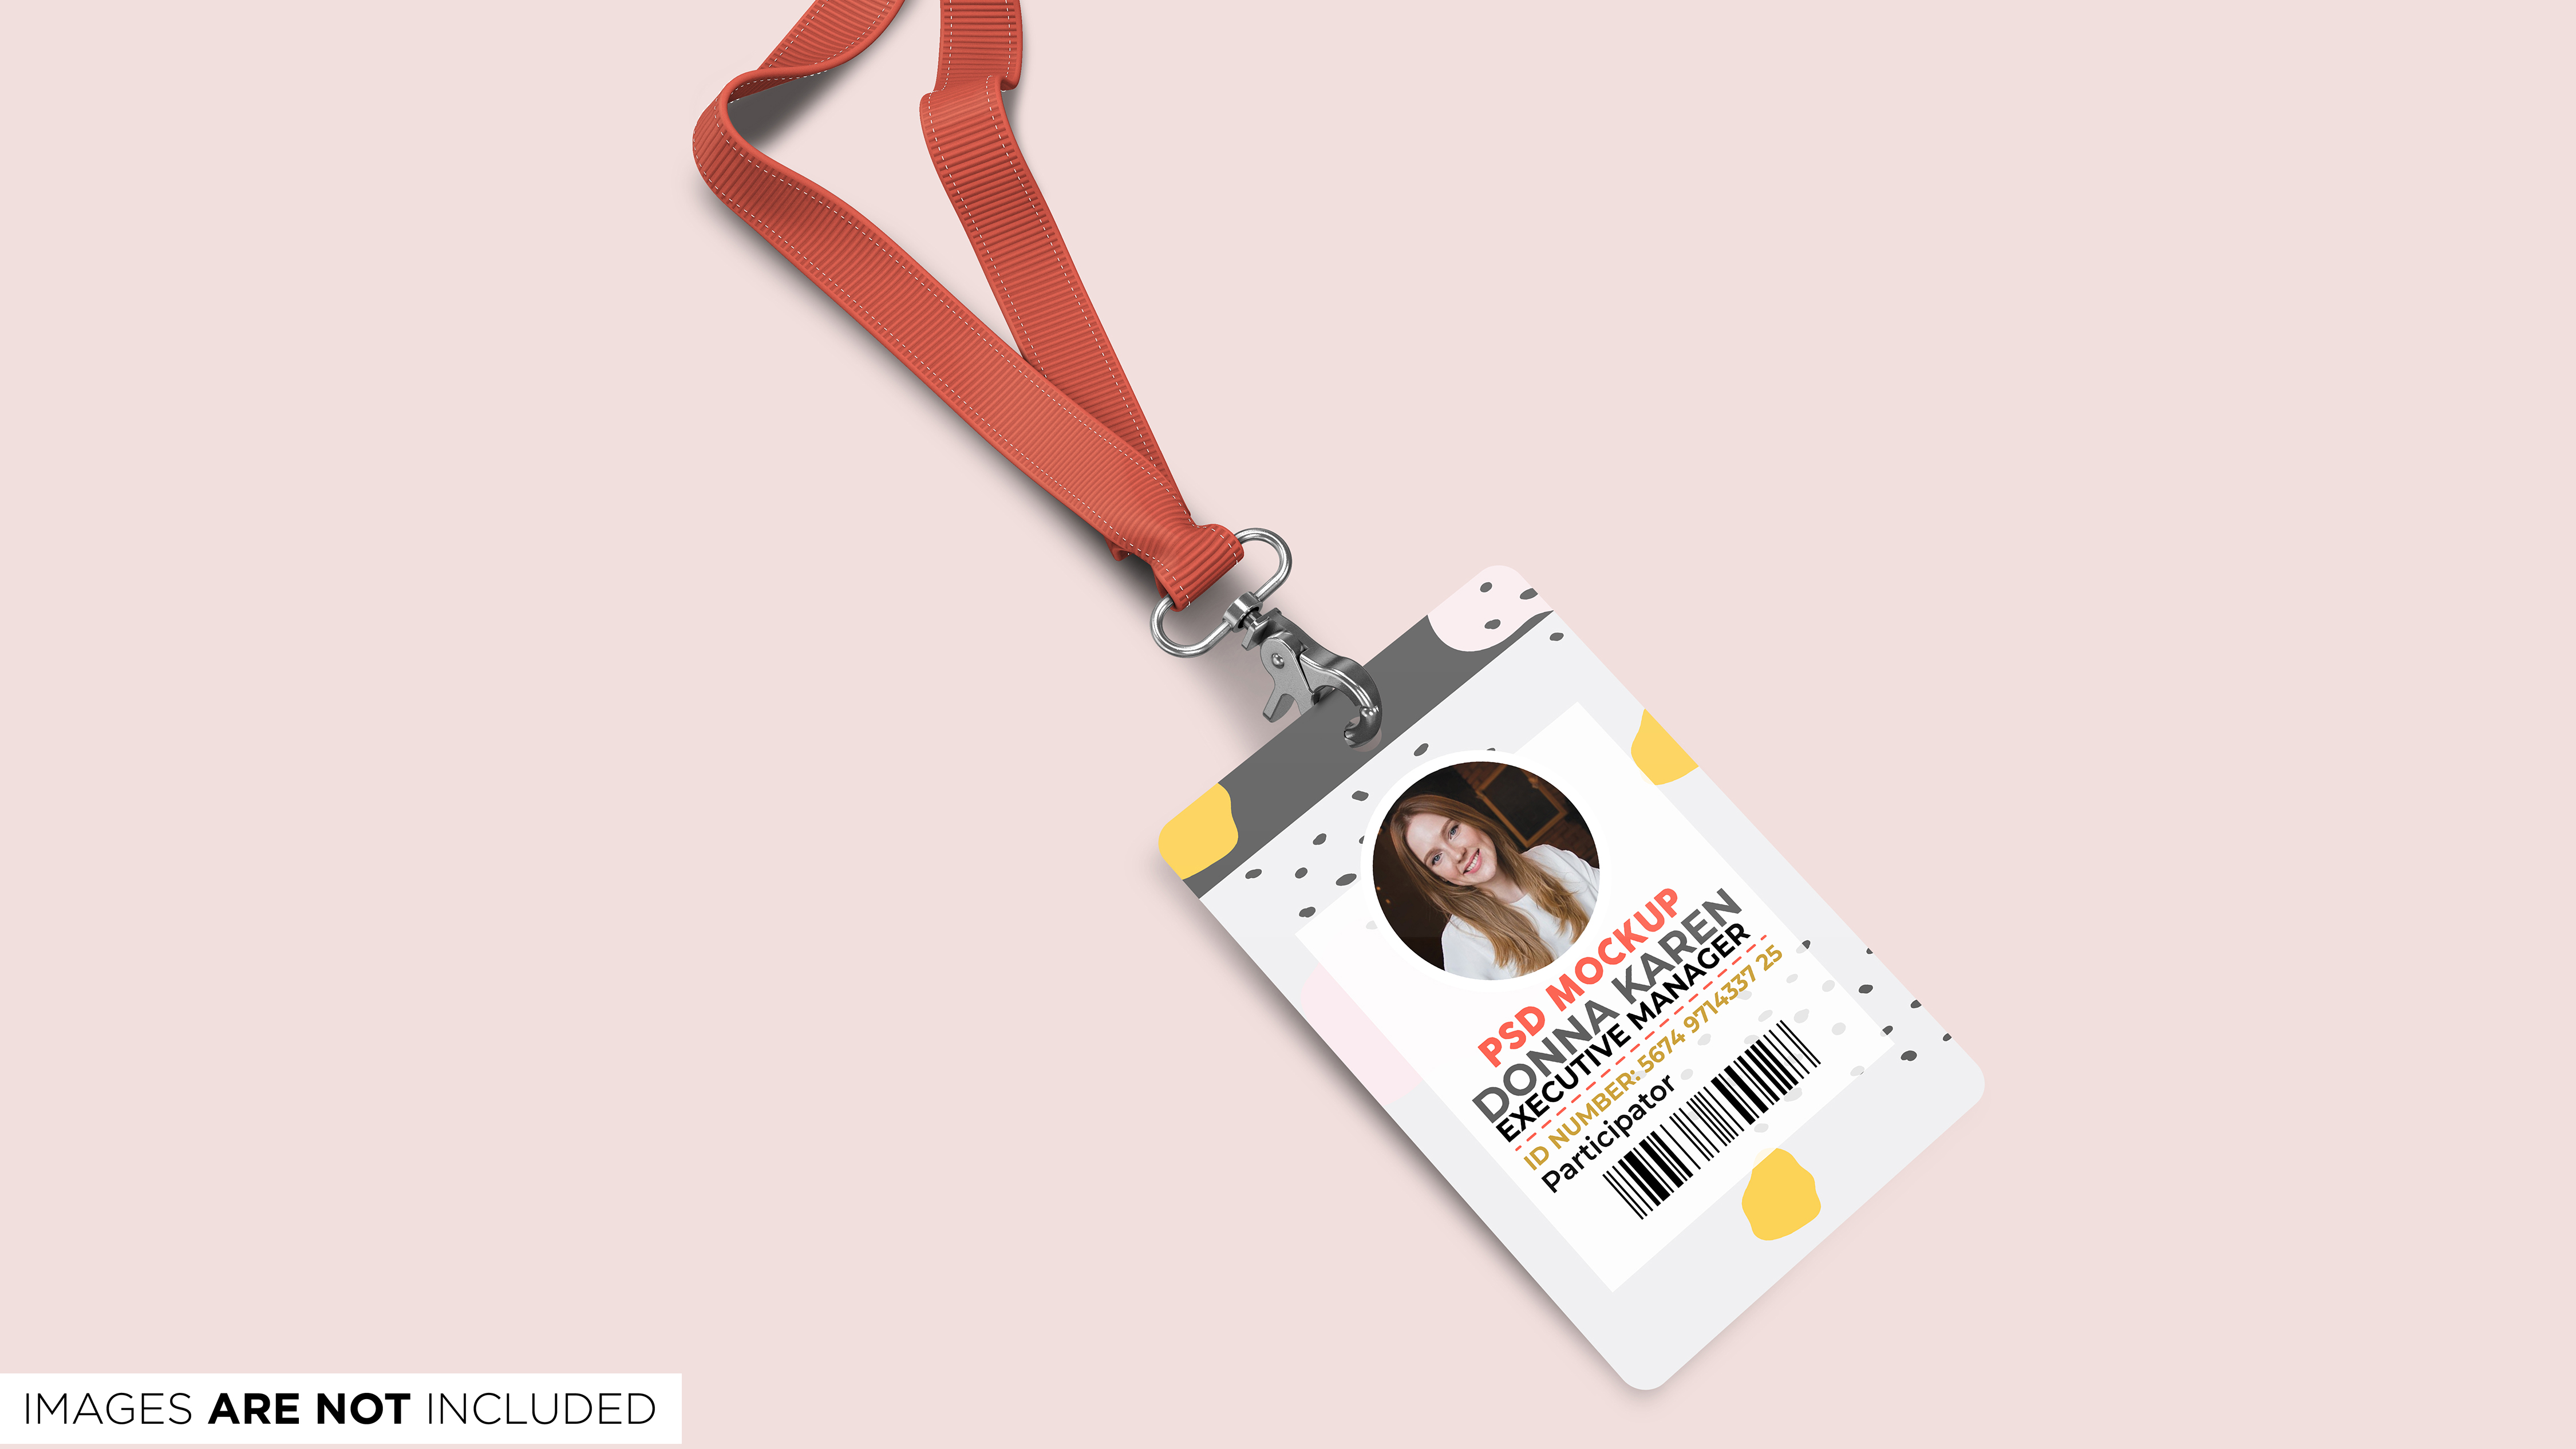 PSD MOCKUP
DONNA KAREN
EXECUTIVE MANAGER
ID NUMBER: 5674 9714337 25
Participator
IMAGES ARE NOT INCLUDED